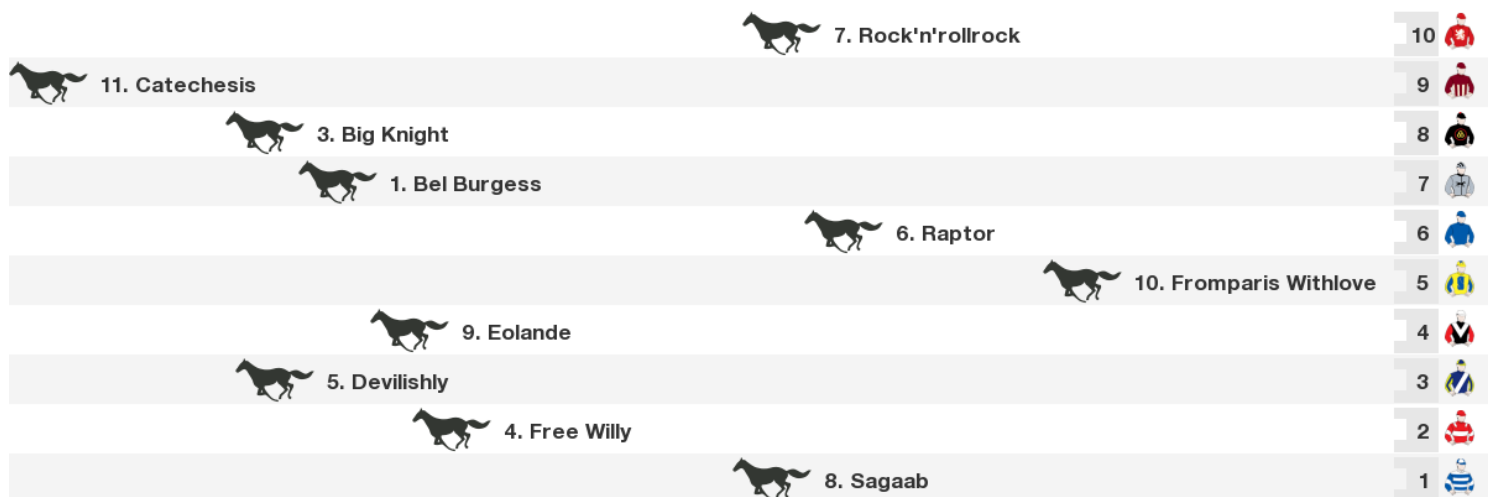 7. Rock'n'rollrock 10
11. Catechesis 9
3. Big Knight 8
1. Bel Burgess 7
6. Raptor 6
10. Fromparis Withlove 5
9. Eolande 4
5. Devilishly 3
4. Free Willy 2
8. Sagaab 1